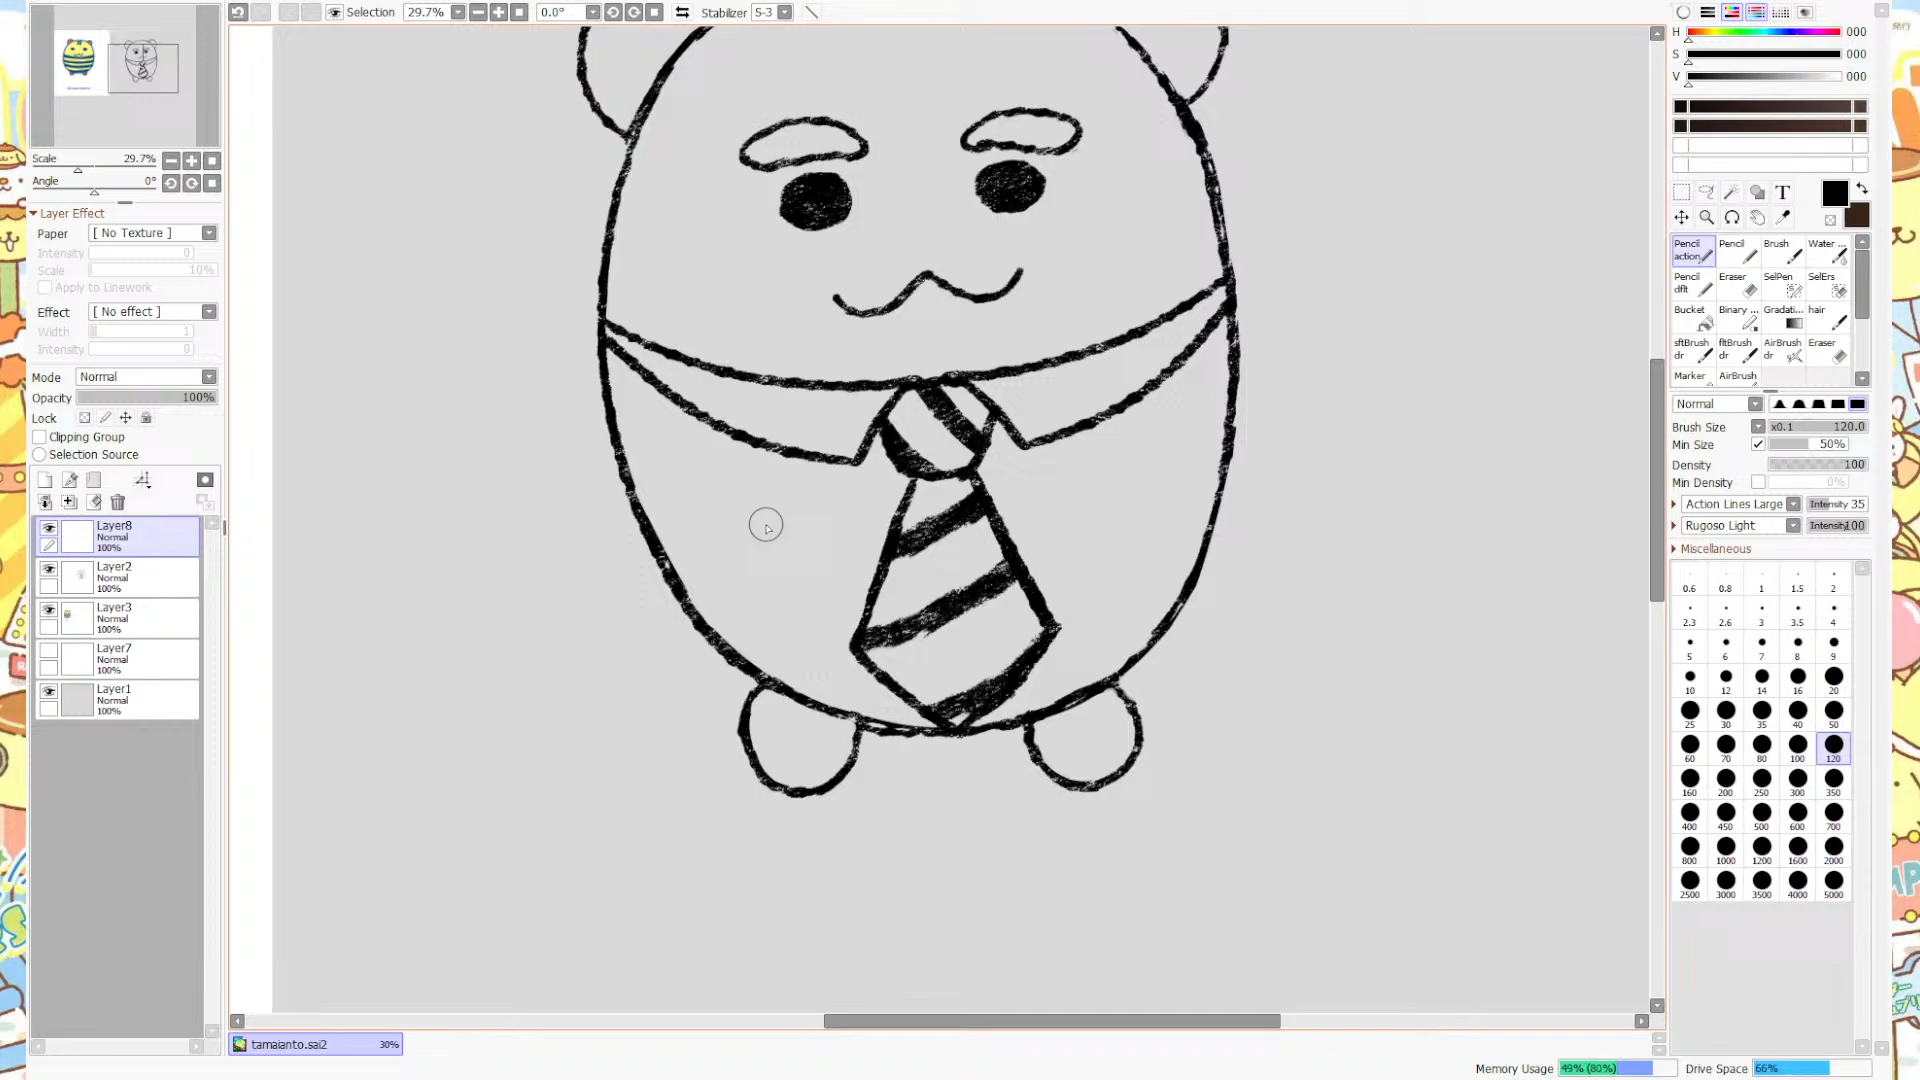 Selection 29.7% 0.0° Stabilizer S-3
Scale 29.7%
Angle 0°
Layer Effect
Paper [ No Texture ]
Intensity 0
Scale 10%
Apply to Linework
Effect [ No effect ]
Width 1
Intensity 0
Mode Normal
Opacity 100%
Lock
Clipping Group
Selection Source
Layer8
Normal
100%
Layer2
Normal
100%
Layer3
Normal
100%
Layer7
Normal
100%
Layer1
Normal
100%
tamaianto.sai2 30%
H 000
S 000
V 000
T
Pencil action Pencil Brush Water ...
Pencil dflt Eraser SelPen SelErs
Bucket Binary ... Gradati... hair
sftBrush dr fltBrush dr AirBrush dr Eraser
Marker AirBrush
Normal
Brush Size x0.1 120.0
Min Size 50%
Density 100
Min Density 0%
Action Lines Large Intensity 35
Rugoso Light Intensity 100
Miscellaneous
0.6 0.8 1 1.5 2
2.3 2.6 3 3.5 4
5 6 7 8 9
10 12 14 16 20
25 30 35 40 50
60 70 80 100 120
160 200 250 300 350
400 450 500 600 700
800 1000 1200 1600 2000
2500 3000 3500 4000 5000
Memory Usage 49% (80%) Drive Space 66%